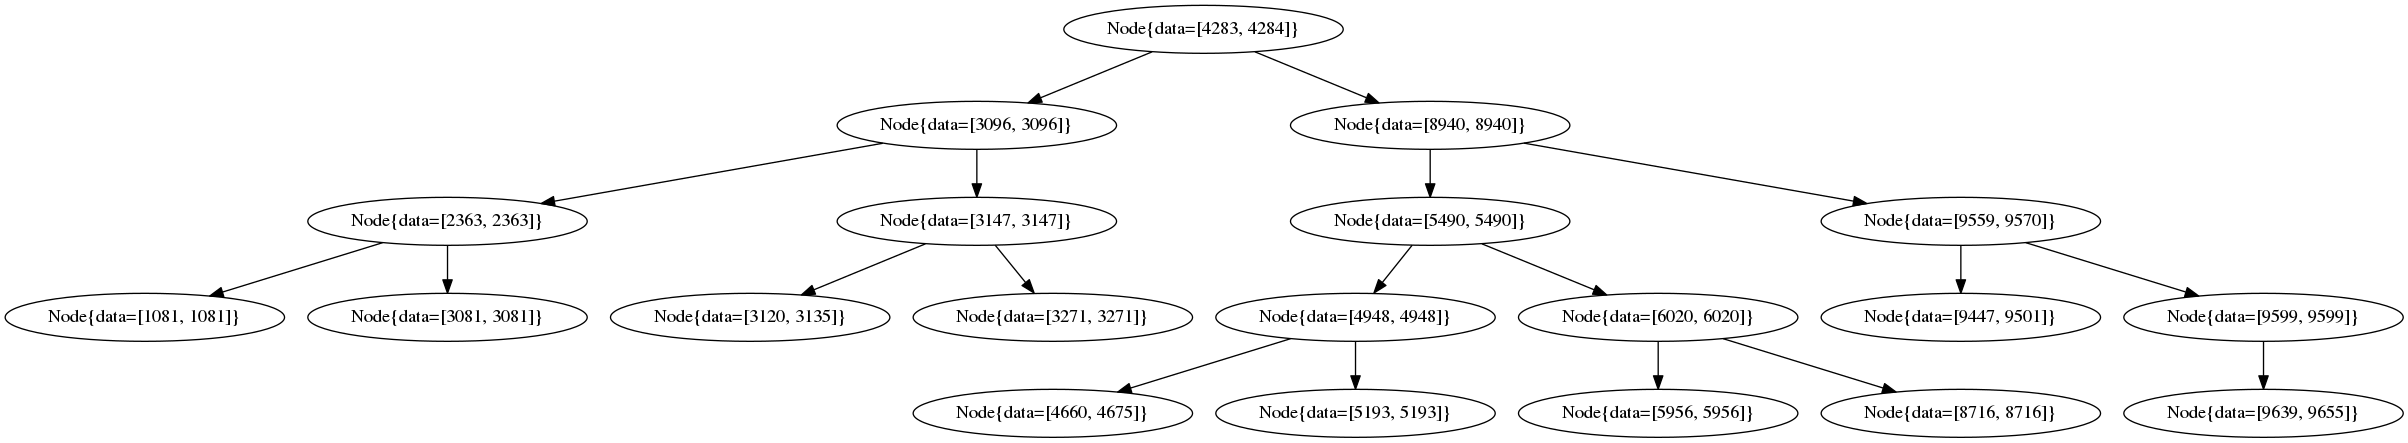 Node{data=[4283, 4284]}
Node{data=[3096, 3096]}
Node{data=[8940, 8940]}
Node{data=[2363, 2363]}
Node{data=[3147, 3147]}
Node{data=[5490, 5490]}
Node{data=[9559, 9570]}
Node{data=[1081, 1081]}
Node{data=[3081, 3081]}
Node{data=[3120, 3135]}
Node{data=[3271, 3271]}
Node{data=[4948, 4948]}
Node{data=[6020, 6020]}
Node{data=[9447, 9501]}
Node{data=[9599, 9599]}
Node{data=[4660, 4675]}
Node{data=[5193, 5193]}
Node{data=[5956, 5956]}
Node{data=[8716, 8716]}
Node{data=[9639, 9655]}